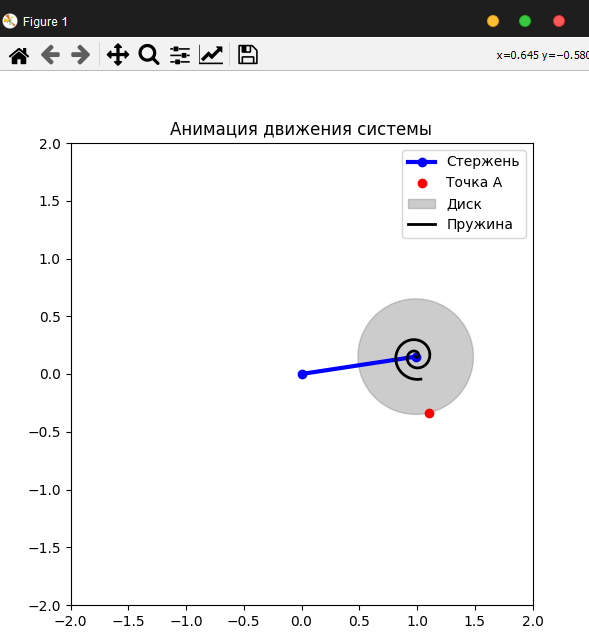 Figure 1
x=0.645 y=−0.580
Анимация движения системы
Стержень
Точка А
Диск
Пружина
2.0
1.5
1.0
0.5
0.0
−0.5
−1.0
−1.5
−2.0
−2.0 −1.5 −1.0 −0.5 0.0 0.5 1.0 1.5 2.0